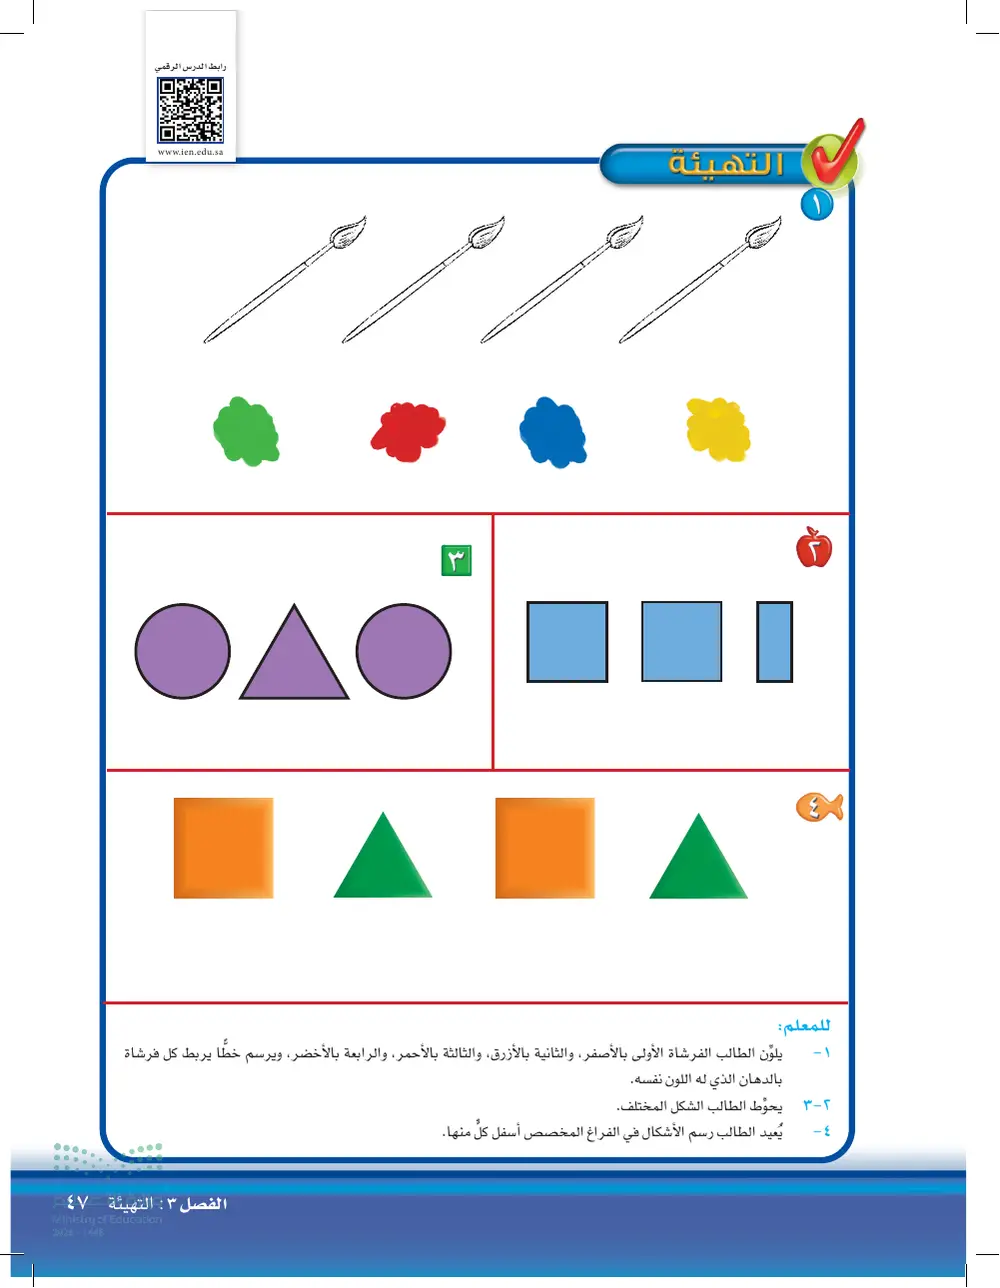 رابط الدرس الرقمي
www.ien.edu.sa
التهيئة
١
٢
٣
٤
للمعلم:
١- يلوِّن الطالب الفرشاة الأولى بالأصفر، والثانية بالأزرق، والثالثة بالأحمر، والرابعة بالأخضر، ويرسم خطًّا يربط كل فرشاة
بالدهان الذي له اللون نفسه.
٢-٣ يحوِّط الطالب الشكل المختلف.
٤- يُعيد الطالب رسم الأشكال في الفراغ المخصص أسفل كلٍّ منها.
الفصل ٣ : التهيئة ٤٧
Ministry of Education